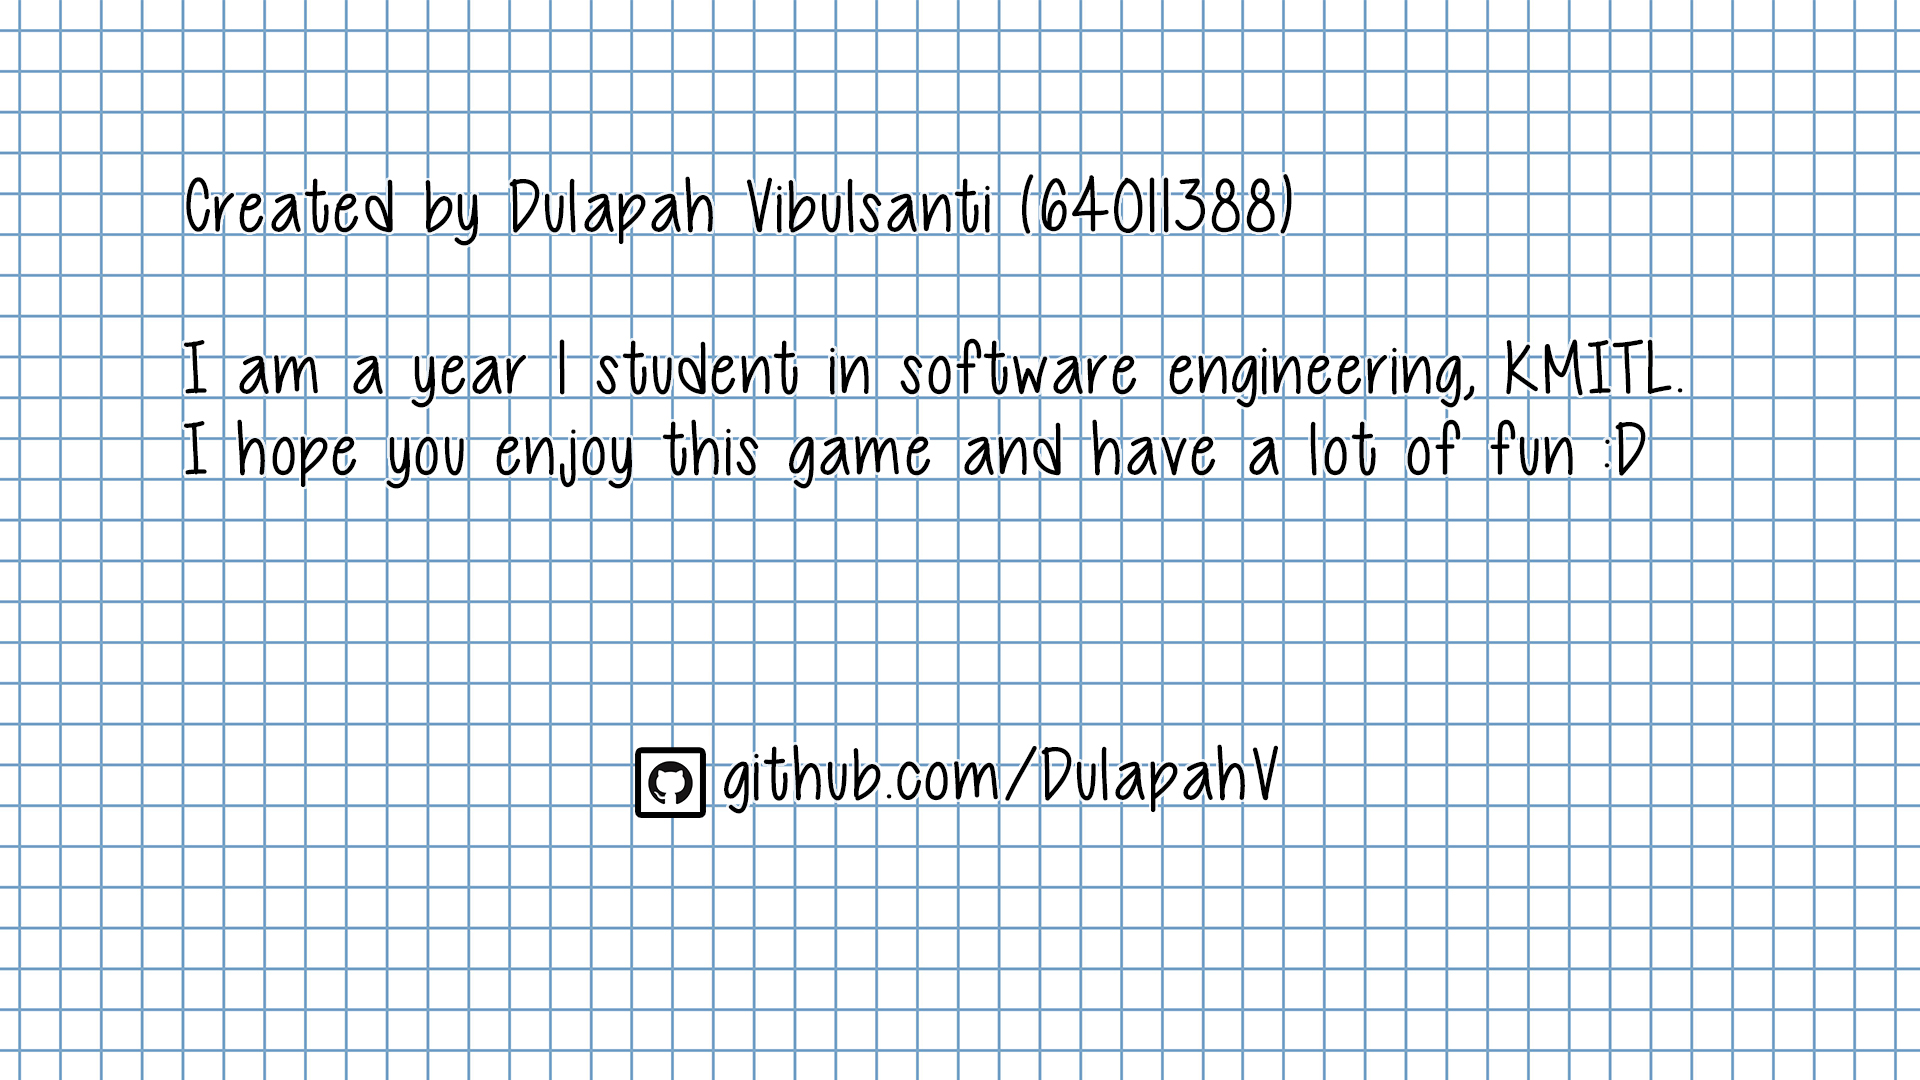 Created by Dulapah Vibulsanti (64011388)
I am a year 1 student in software engineering, KMITL.
I hope you enjoy this game and have a lot of fun :D
github.com/DulapahV